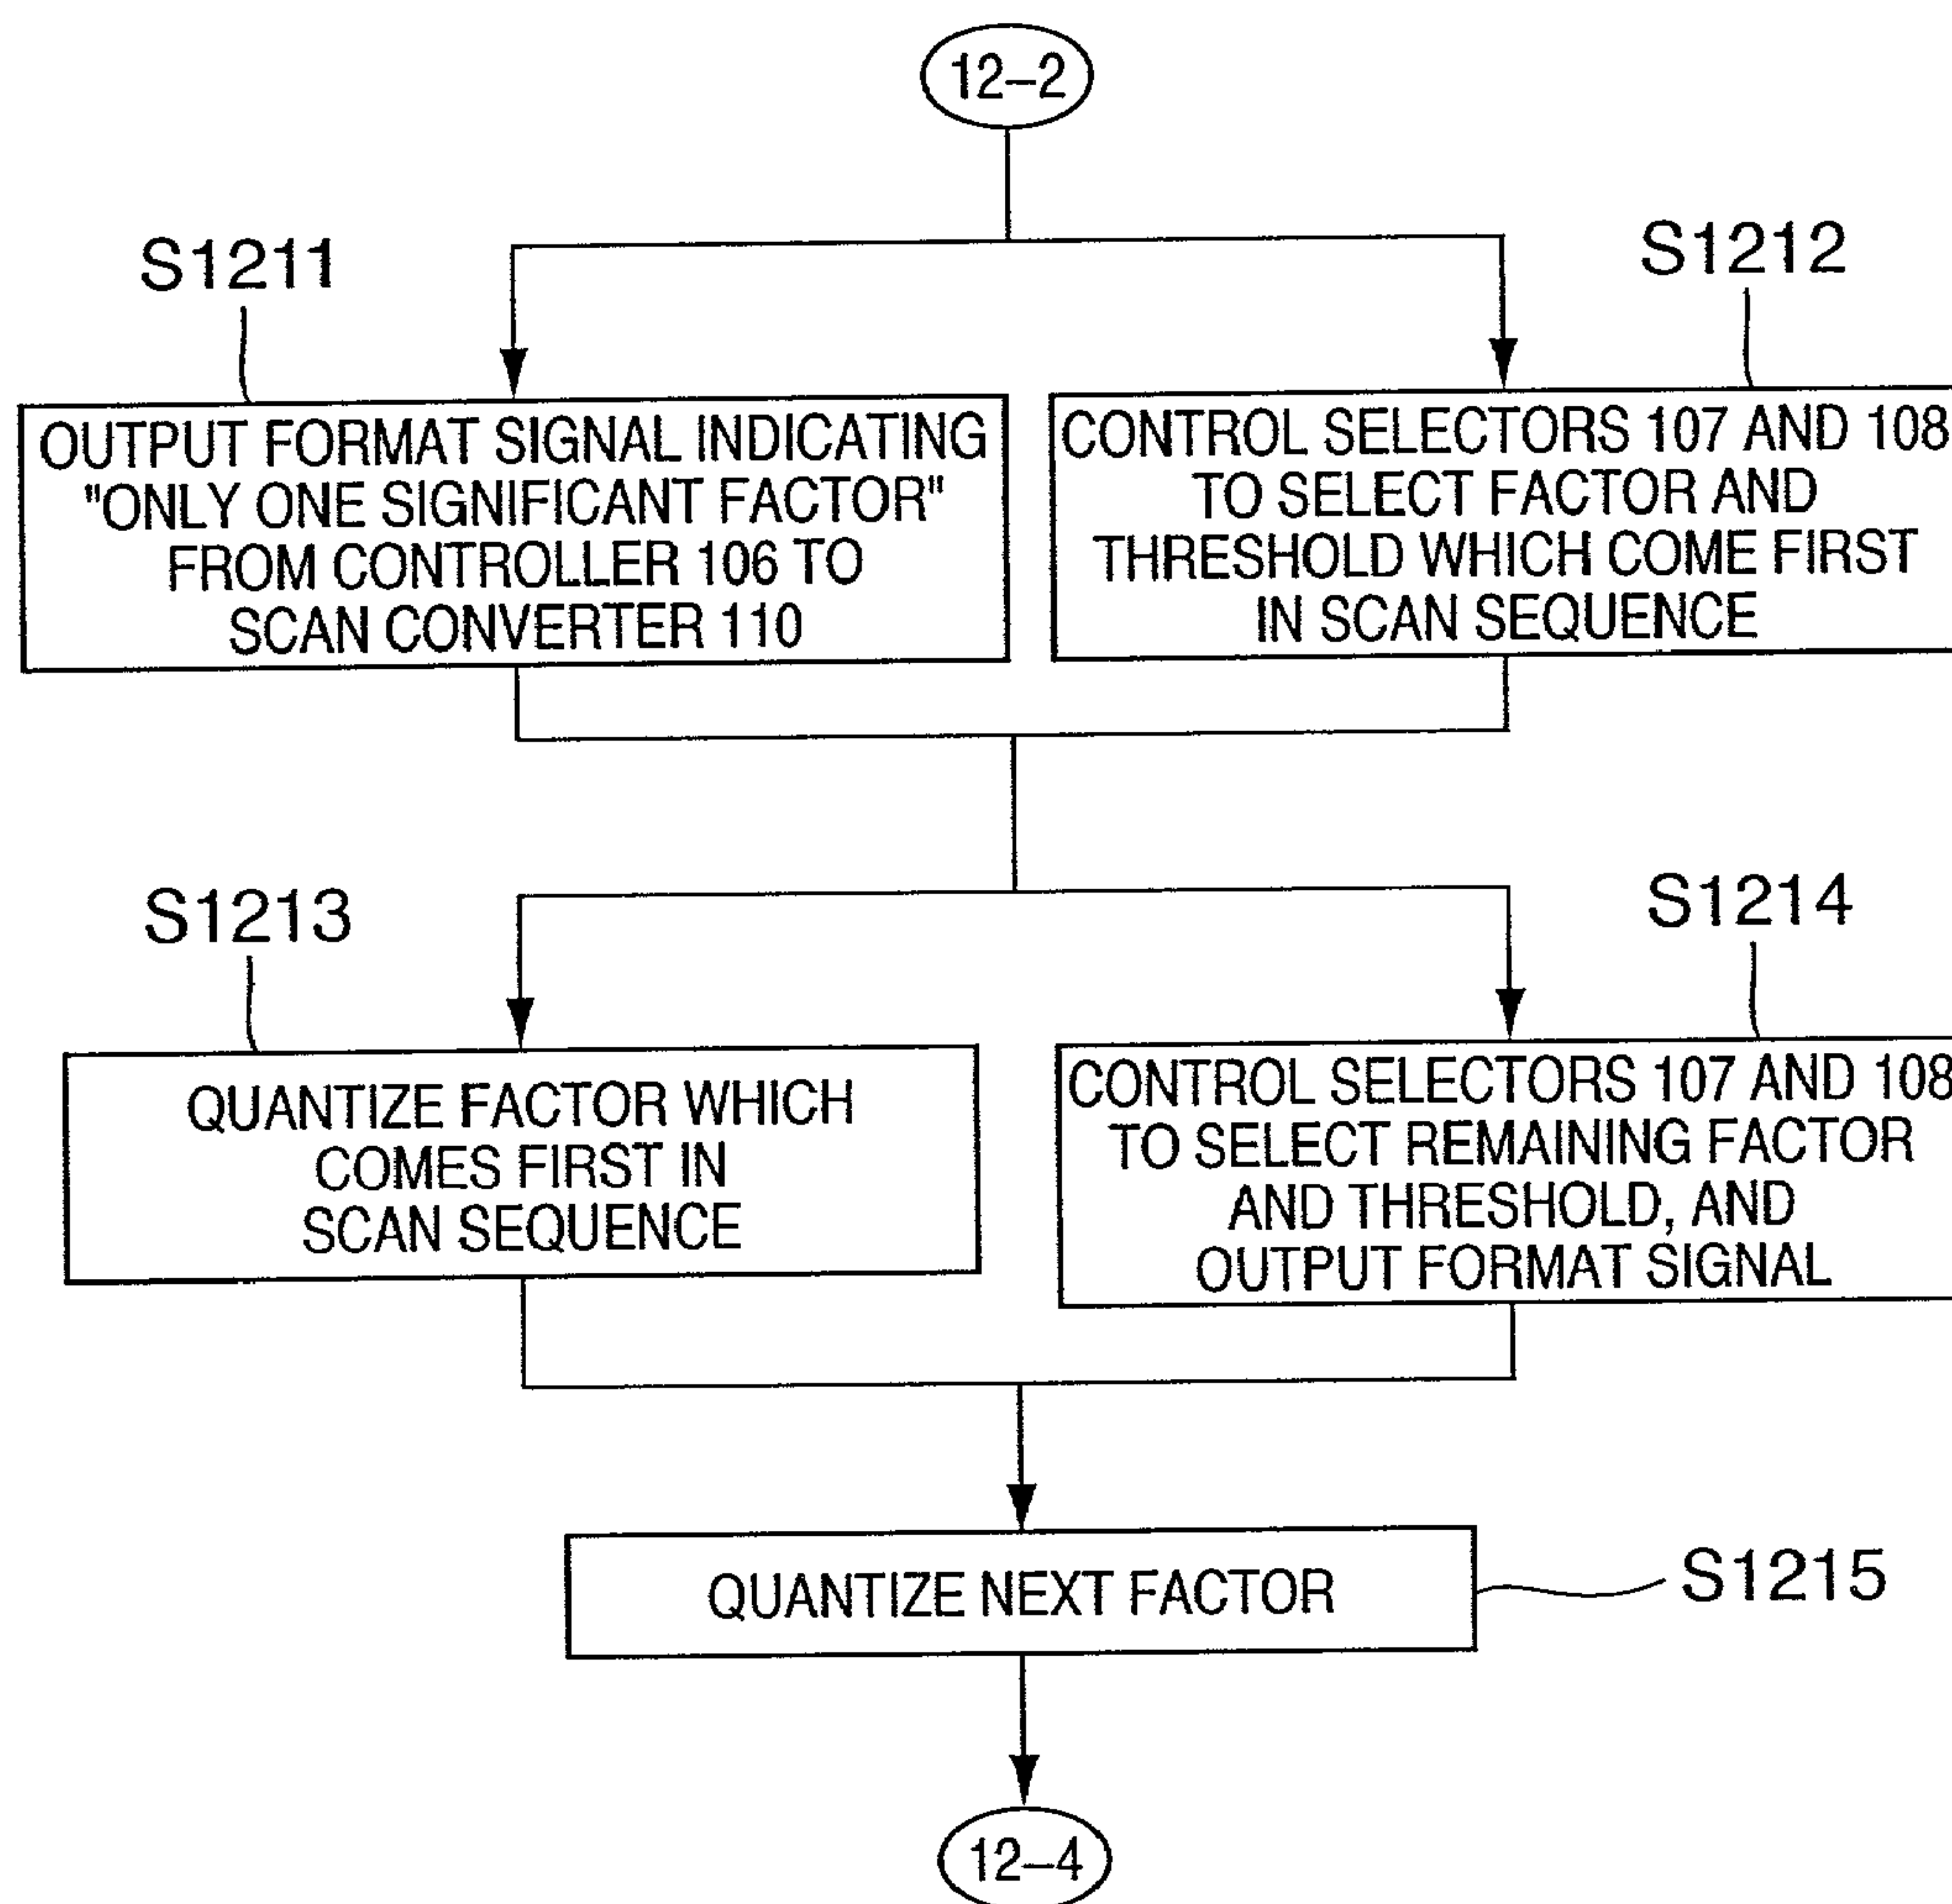 12-2
S1211
S1212
OUTPUT FORMAT SIGNAL INDICATING
"ONLY ONE SIGNIFICANT FACTOR"
FROM CONTROLLER 106 TO
SCAN CONVERTER 110
CONTROL SELECTORS 107 AND 108
TO SELECT FACTOR AND
THRESHOLD WHICH COME FIRST
IN SCAN SEQUENCE
S1213
S1214
QUANTIZE FACTOR WHICH
COMES FIRST IN
SCAN SEQUENCE
CONTROL SELECTORS 107 AND 108
TO SELECT REMAINING FACTOR
AND THRESHOLD, AND
OUTPUT FORMAT SIGNAL
QUANTIZE NEXT FACTOR
S1215
12-4